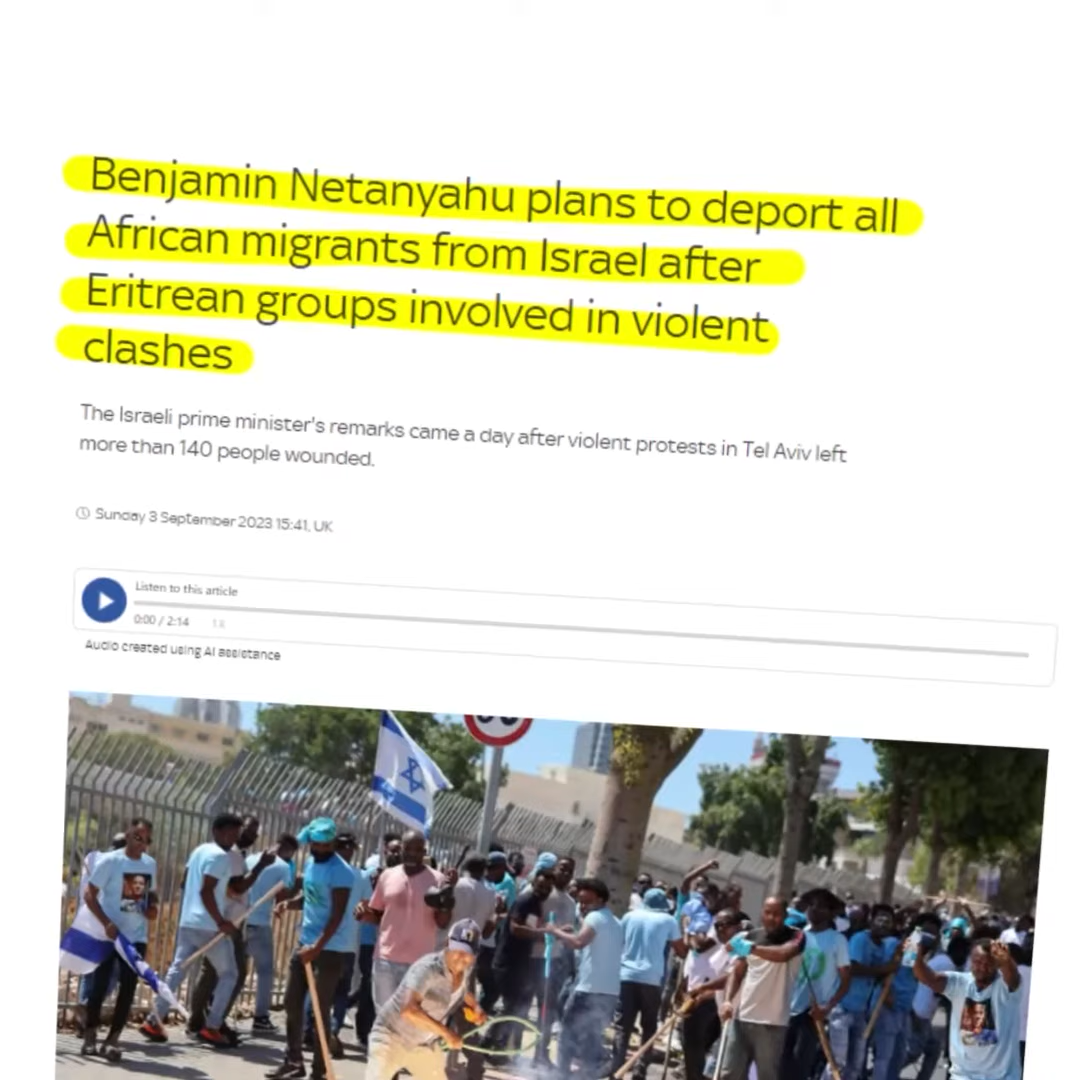 Benjamin Netanyahu plans to deport all
African migrants from Israel after
Eritrean groups involved in violent
clashes
The Israeli prime minister's remarks came a day after violent protests in Tel Aviv left
more than 140 people wounded.
Sunday 3 September 2023 15:41, UK
Listen to this article
0:00 / 2:14 1X
Audio created using AI assistance